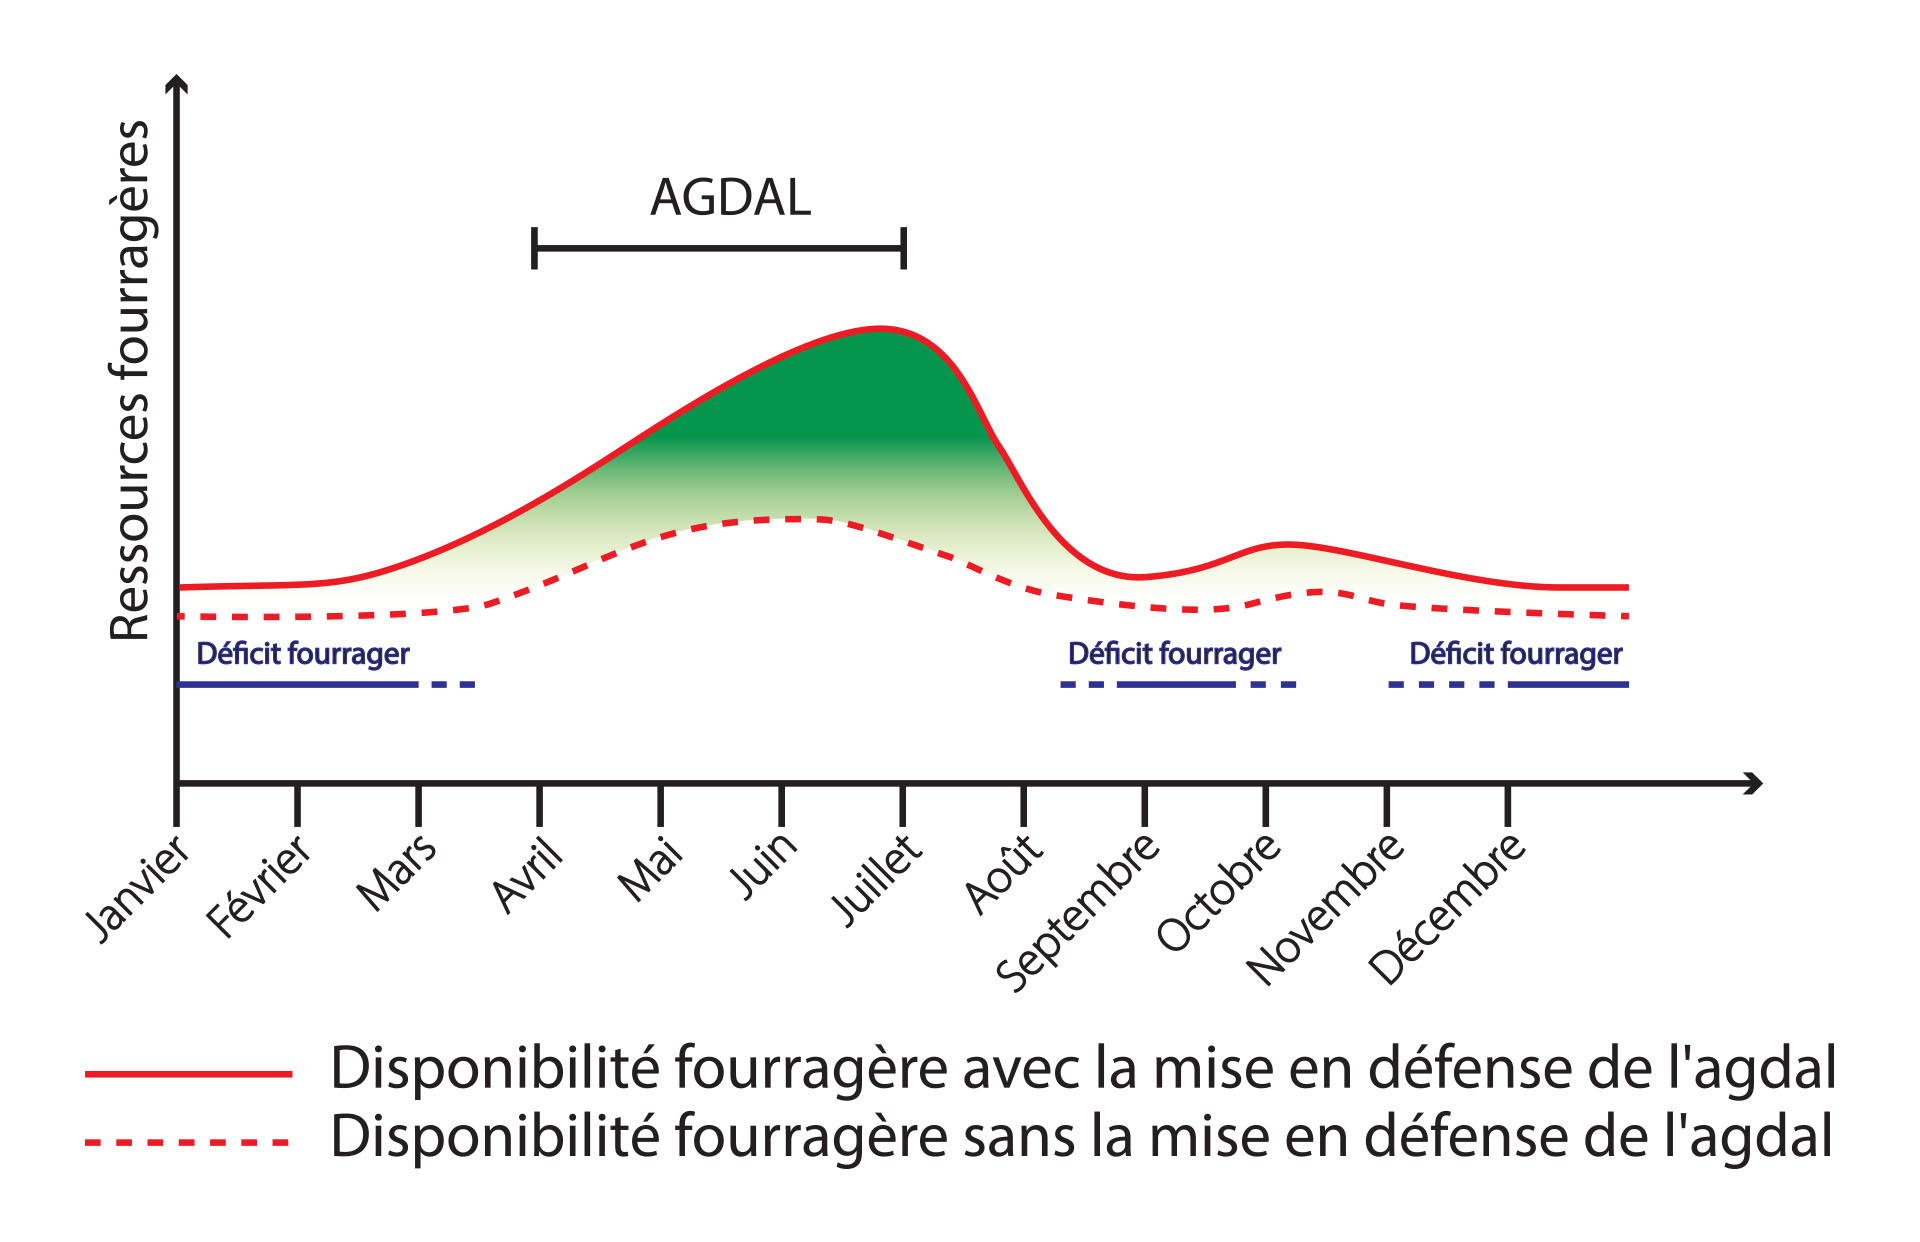 Ressources fourragères
AGDAL
Déficit fourrager
Déficit fourrager
Déficit fourrager
Janvier
Février
Mars
Avril
Mai
Juin
Juillet
Août
Septembre
Octobre
Novembre
Décembre
Disponibilité fourragère avec la mise en défense de l'agdal
Disponibilité fourragère sans la mise en défense de l'agdal